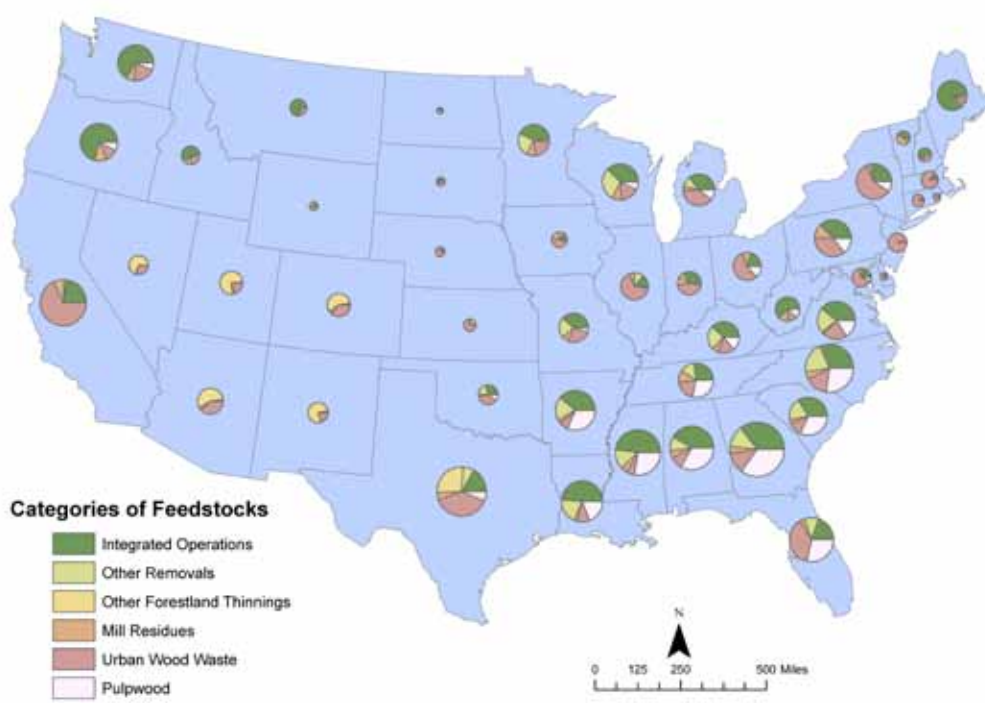 Categories of Feedstocks
Integrated Operations
Other Removals
Other Forestland Thinnings
Mill Residues
Urban Wood Waste
Pulpwood
N
0 125 250 500 Miles